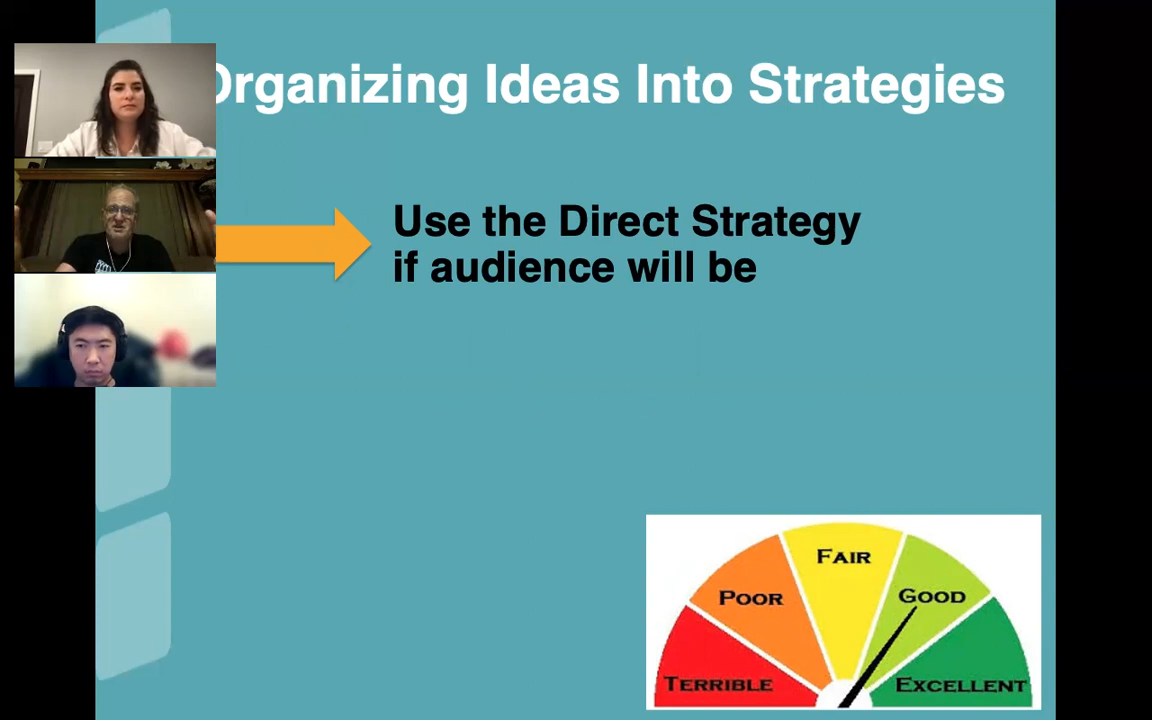 Organizing Ideas Into Strategies
Use the Direct Strategy
if audience will be
FAIR
POOR
GOOD
TERRIBLE
EXCELLENT